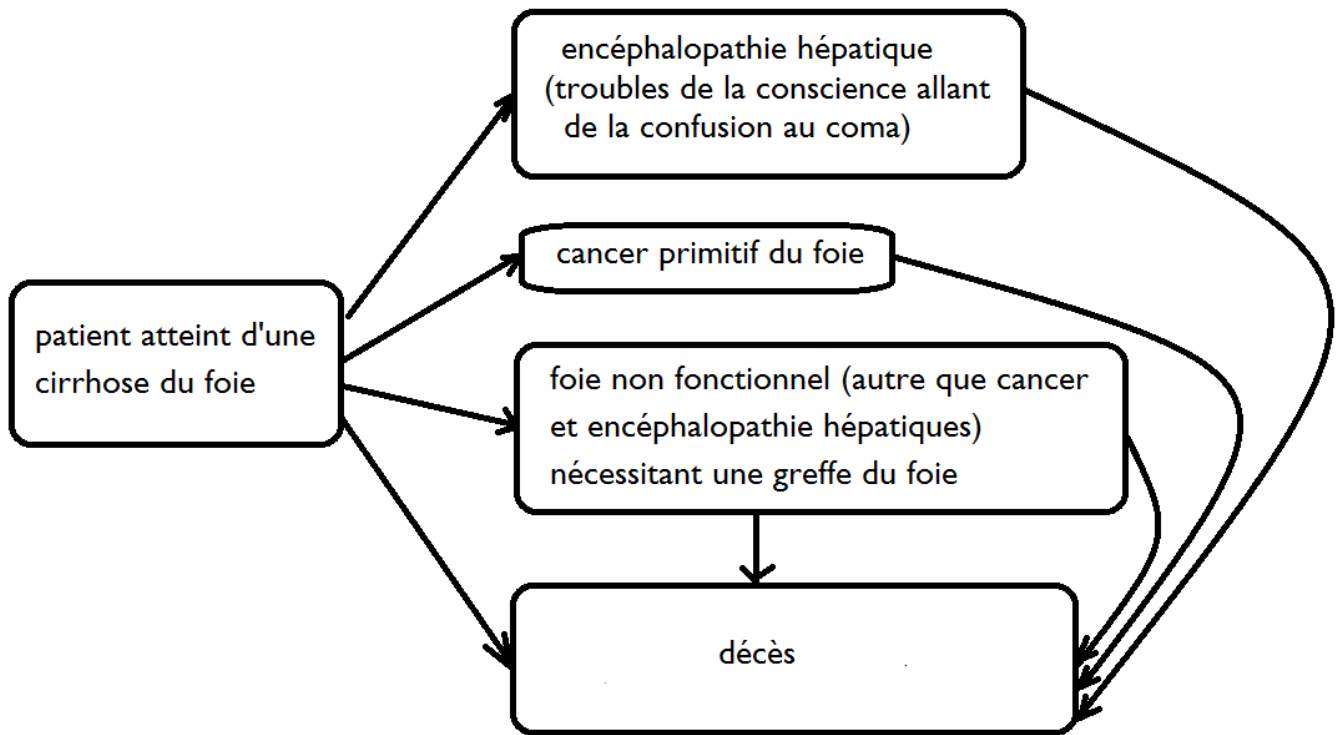 encéphalopathie hépatique
(troubles de la conscience allant
de la confusion au coma)
cancer primitif du foie
patient atteint d'une
cirrhose du foie
foie non fonctionnel (autre que cancer
et encéphalopathie hépatiques)
nécessitant une greffe du foie
décès